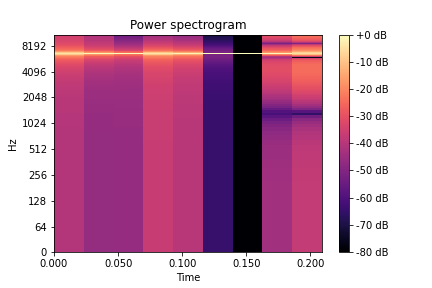 Power spectrogram
8192
4096
2048
1024
512
256
128
64
0
Hz
0.000 0.050 0.100 0.150 0.200
Time
+0 dB
-10 dB
-20 dB
-30 dB
-40 dB
-50 dB
-60 dB
-70 dB
-80 dB